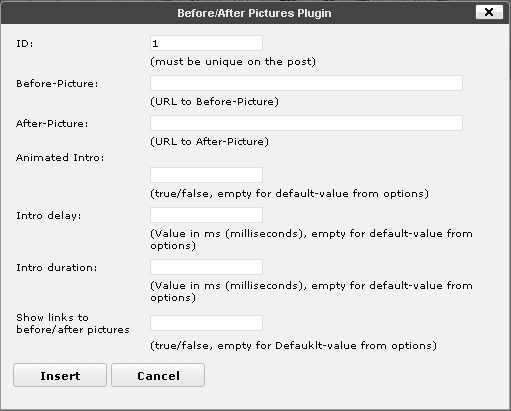 Before/After Pictures Plugin
ID:
1
(must be unique on the post)
Before-Picture:
(URL to Before-Picture)
After-Picture:
(URL to After-Picture)
Animated Intro:
(true/false, empty for default-value from options)
Intro delay:
(Value in ms (milliseconds), empty for default-value from
options)
Intro duration:
(Value in ms (milliseconds), empty for default-value from
options)
Show links to
before/after pictures
(true/false, empty for Defauklt-value from options)
Insert
Cancel